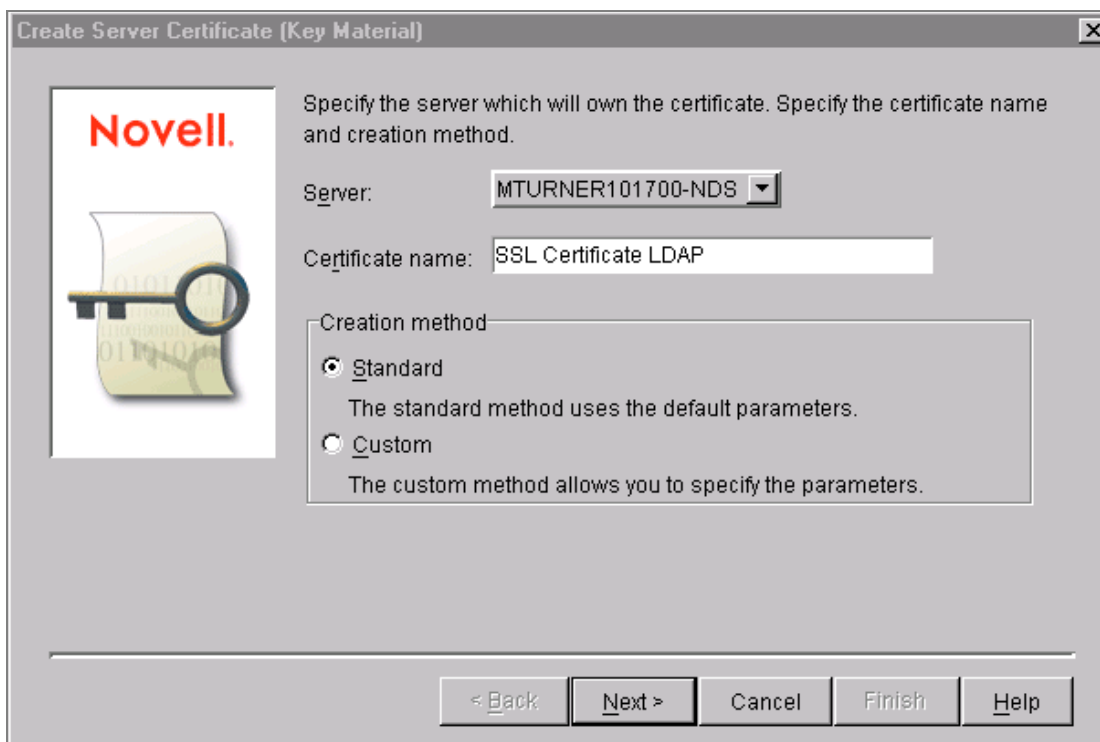 Create Server Certificate (Key Material)
Novell.
Specify the server which will own the certificate. Specify the certificate name
and creation method.
Server: MTURNER101700-NDS
Certificate name: SSL Certificate LDAP
Creation method
Standard
The standard method uses the default parameters.
Custom
The custom method allows you to specify the parameters.
< Back Next > Cancel Finish Help